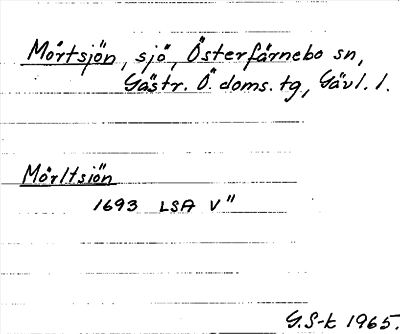 Mörtsjön, sjö, Österfärnebo sn,
Gästr. Ö. doms. tg, Gävl. l.
Mörltsiön
1693 LSA V"
G.S-k 1965.